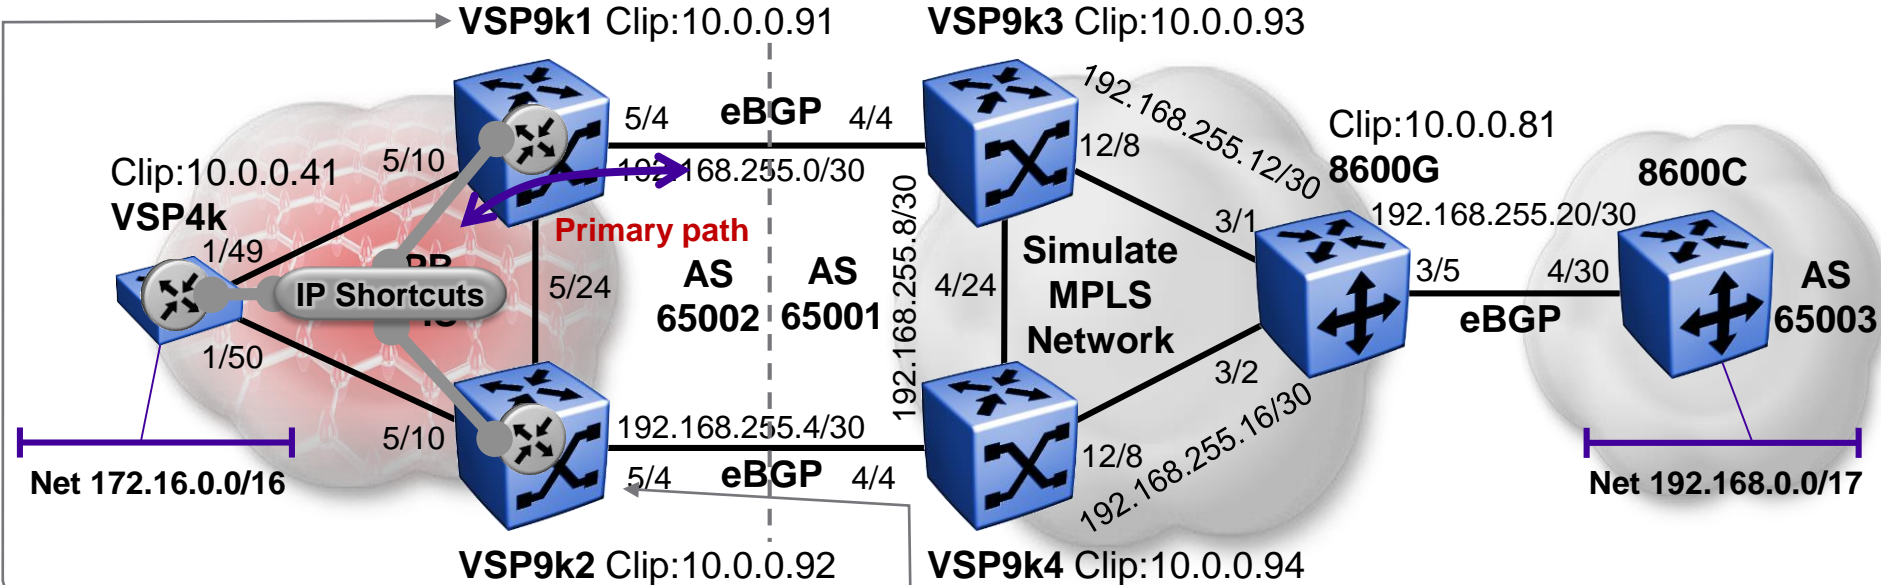 VSP9k1 Clip:10.0.0.91
VSP9k3 Clip:10.0.0.93
5/4
eBGP
4/4
192.168.255.0/30
12/8
192.168.255.12/30
Clip:10.0.0.81
8600G
8600C
192.168.255.20/30
5/10
Clip:10.0.0.41
VSP4k
1/49
Primary path
3/1
IP Shortcuts
5/24
AS
65002
AS
65001
192.168.255.8/30
4/24
Simulate
MPLS
Network
3/5
4/30
eBGP
AS
65003
1/50
3/2
5/10
192.168.255.4/30
12/8
192.168.255.16/30
5/4
eBGP
4/4
Net 172.16.0.0/16
Net 192.168.0.0/17
VSP9k2 Clip:10.0.0.92
VSP9k4 Clip:10.0.0.94